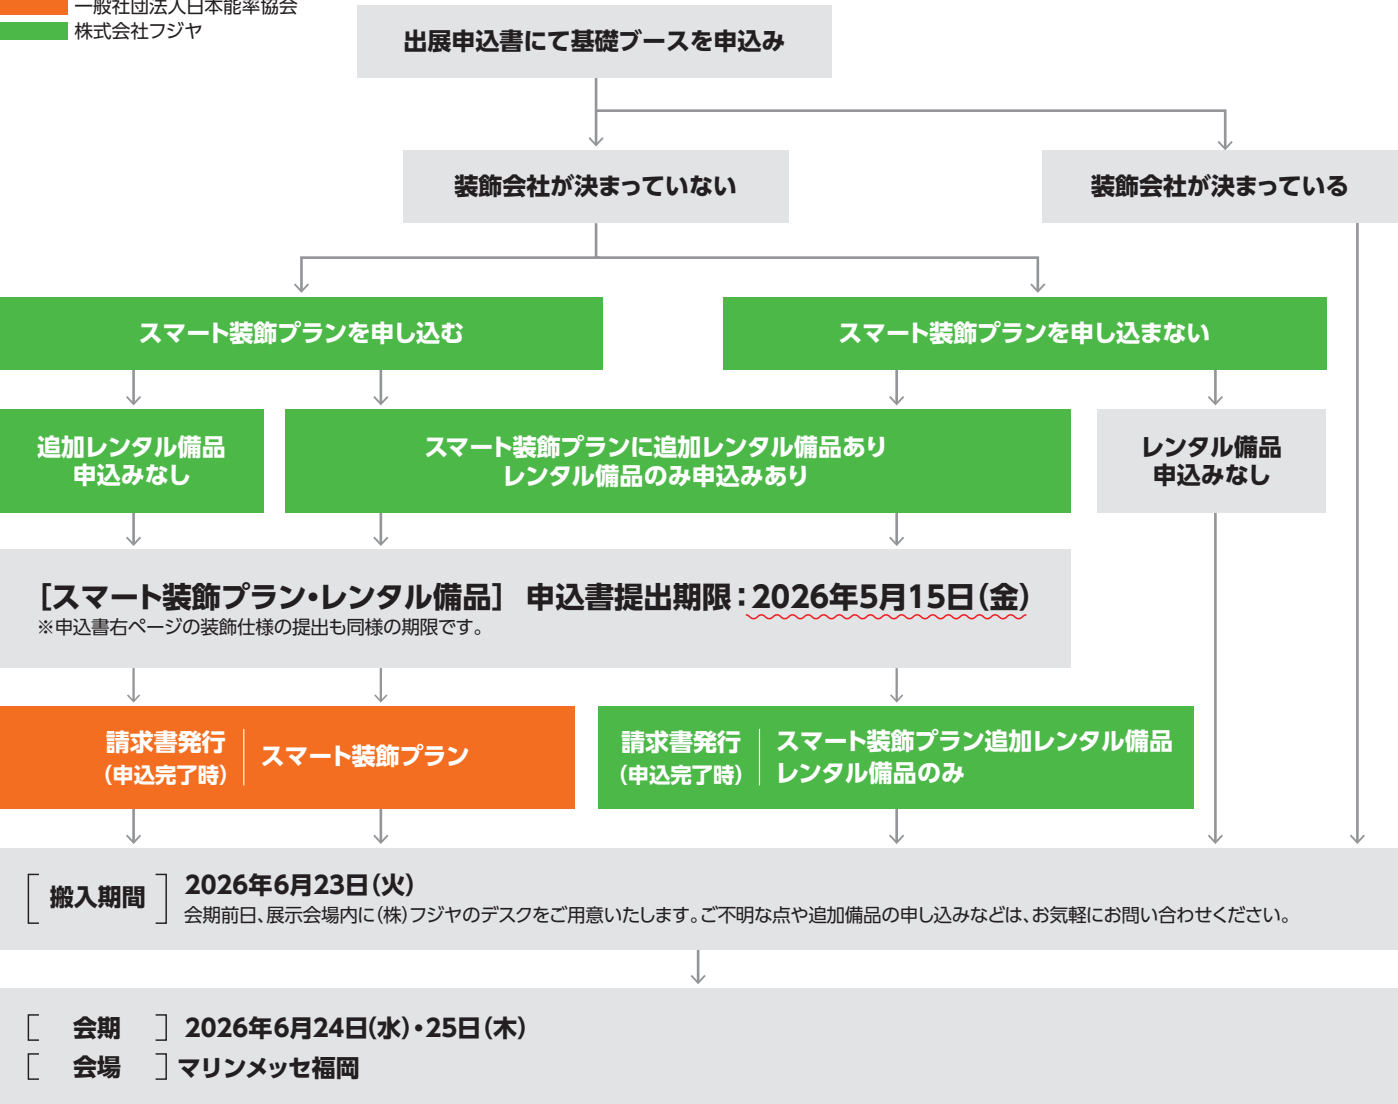 一般社団法人日本能率協会
株式会社フジヤ
出展申込書にて基礎ブースを申込み
装飾会社が決まっていない
装飾会社が決まっている
スマート装飾プランを申し込む
スマート装飾プランを申し込まない
追加レンタル備品
申込みなし
スマート装飾プランに追加レンタル備品あり
レンタル備品のみ申込みあり
レンタル備品
申込みなし
[スマート装飾プラン・レンタル備品] 申込書提出期限：2026年5月15日（金）
※申込書右ページの装飾仕様の提出も同様の期限です。
請求書発行
（申込完了時）
スマート装飾プラン
請求書発行
（申込完了時）
スマート装飾プラン追加レンタル備品
レンタル備品のみ
[搬入期間] 2026年6月23日（火）
会期前日、展示会場内に（株）フジヤのデスクをご用意いたします。ご不明な点や追加備品の申し込みなどは、お気軽にお問い合わせください。
[会期] 2026年6月24日（水）・25日（木）
[会場] マリンメッセ福岡